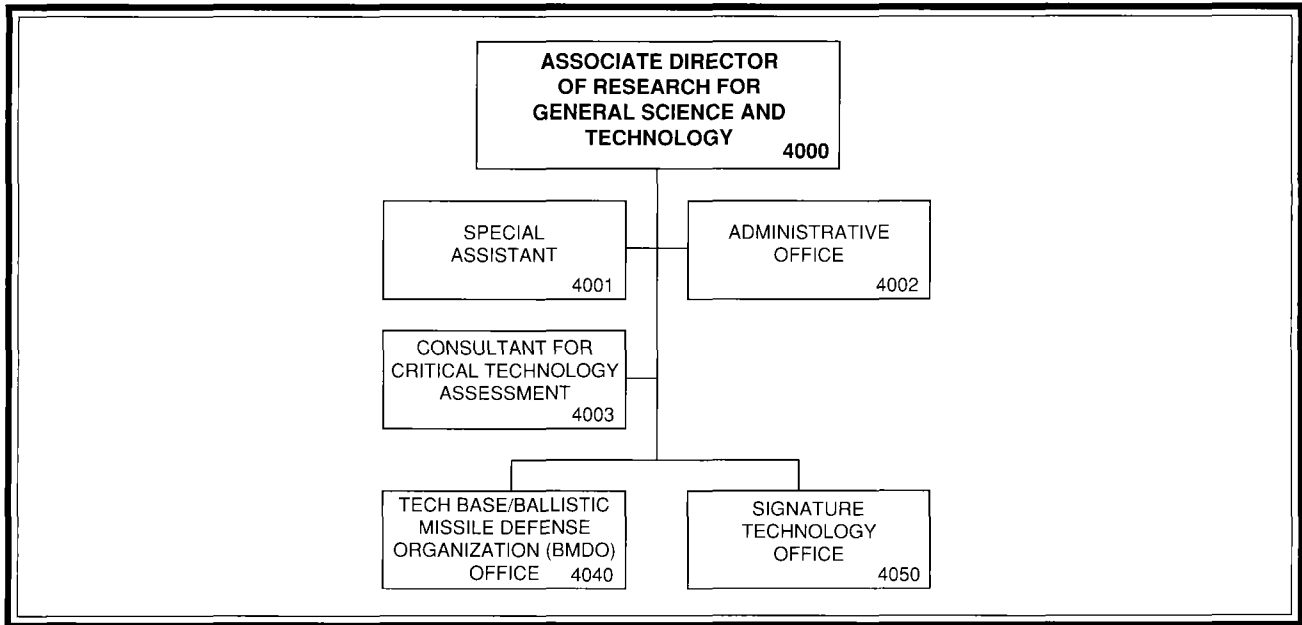 ASSOCIATE DIRECTOR
OF RESEARCH FOR
GENERAL SCIENCE AND
TECHNOLOGY
4000
SPECIAL
ASSISTANT
4001
ADMINISTRATIVE
OFFICE
4002
CONSULTANT FOR
CRITICAL TECHNOLOGY
ASSESSMENT
4003
TECH BASE/BALLISTIC
MISSILE DEFENSE
ORGANIZATION (BMDO)
OFFICE 4040
SIGNATURE
TECHNOLOGY
OFFICE
4050